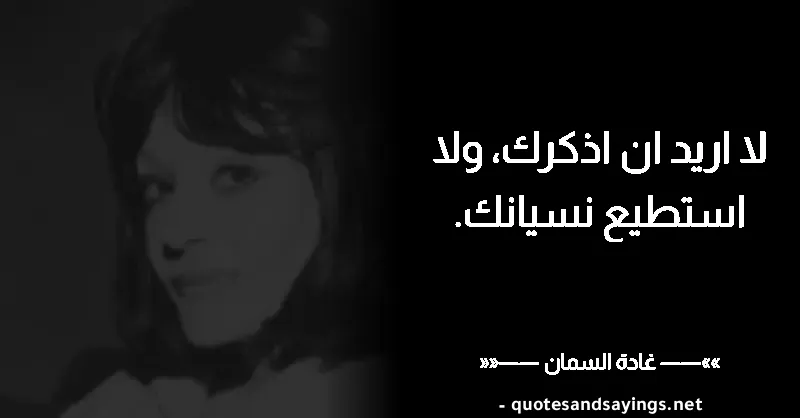 لا اريد ان اذكرك، ولا
استطيع نسيانك.
»»—— غادة السمان ——««
- quotesandsayings.net